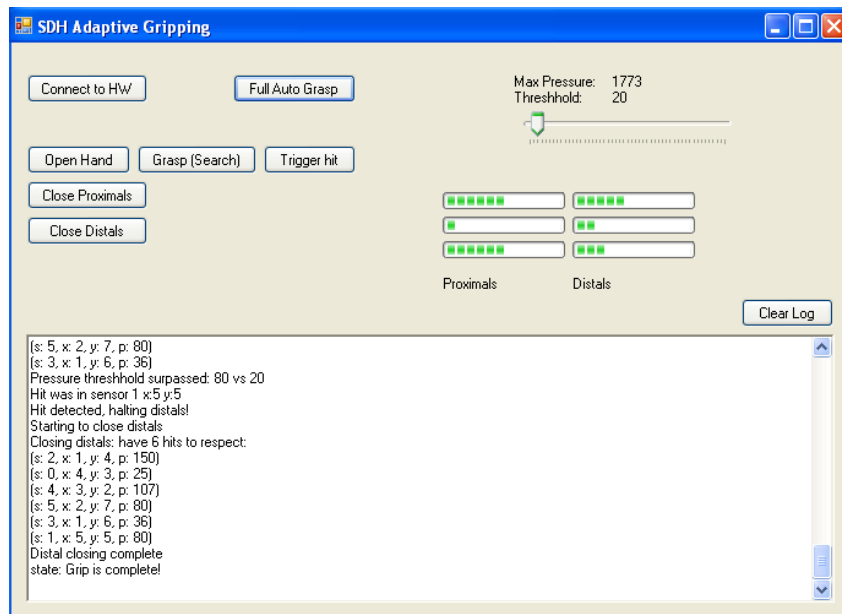 SDH Adaptive Gripping
Connect to HW
Full Auto Grasp
Max Pressure: 1773
Threshhold: 20
Open Hand
Grasp (Search)
Trigger hit
Close Proximals
Close Distals
Proximals
Distals
Clear Log
(s: 5, x: 2, y: 7, p: 80)
(s: 3, x: 1, y: 6, p: 36)
Pressure threshhold surpassed: 80 vs 20
Hit was in sensor 1 x:5 y:5
Hit detected, halting distals!
Starting to close distals
Closing distals: have 6 hits to respect:
(s: 2, x: 1, y: 4, p: 150)
(s: 0, x: 4, y: 3, p: 25)
(s: 4, x: 3, y: 2, p: 107)
(s: 5, x: 2, y: 7, p: 80)
(s: 3, x: 1, y: 6, p: 36)
(s: 1, x: 5, y: 5, p: 80)
Distal closing complete
state: Grip is complete!